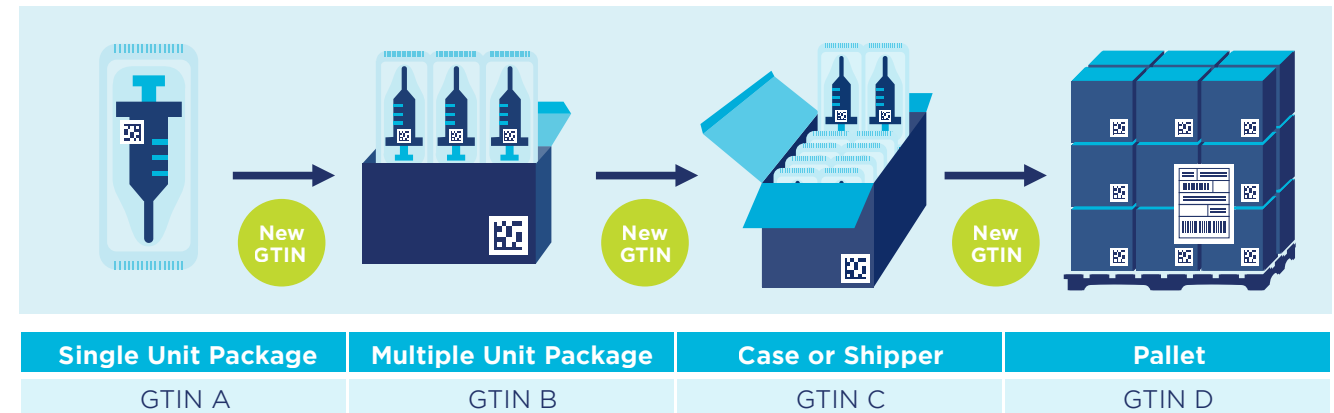 New
GTIN
New
GTIN
New
GTIN
Single Unit Package
Multiple Unit Package
Case or Shipper
Pallet
GTIN A
GTIN B
GTIN C
GTIN D